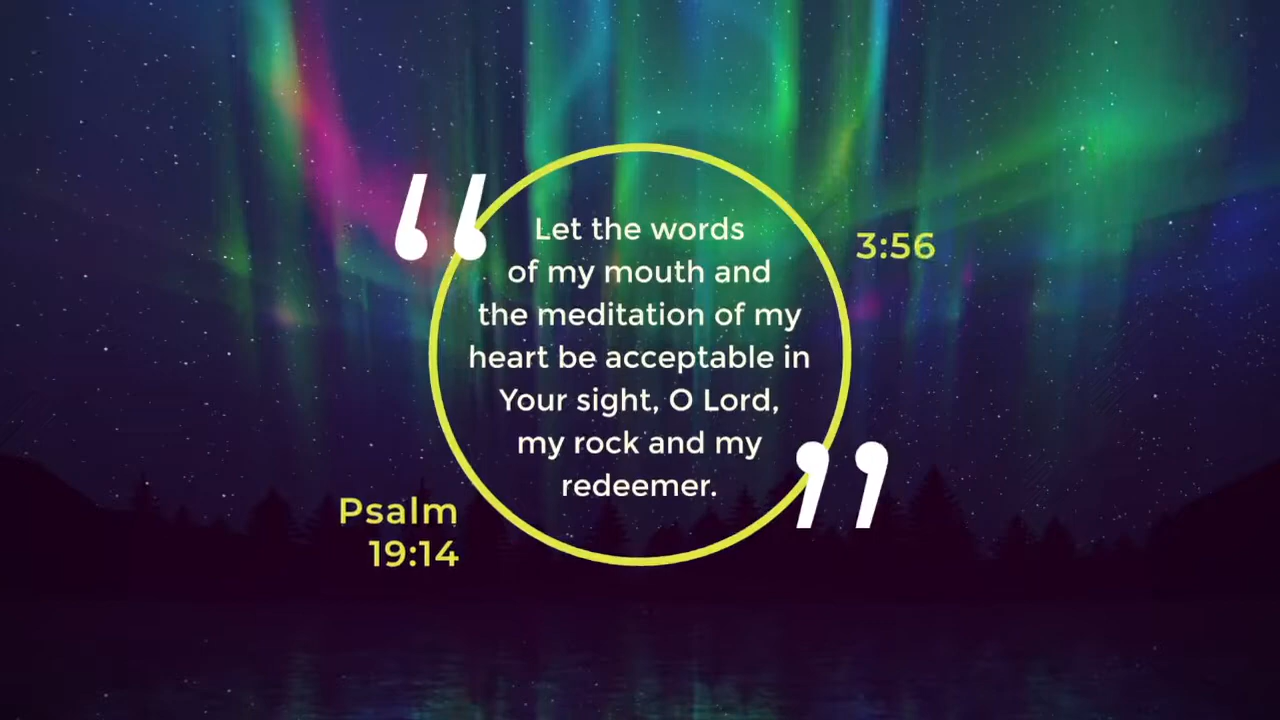 “
Let the words
of my mouth and
the meditation of my
heart be acceptable in
Your sight, O Lord,
my rock and my
redeemer.
”
3:56
Psalm
19:14